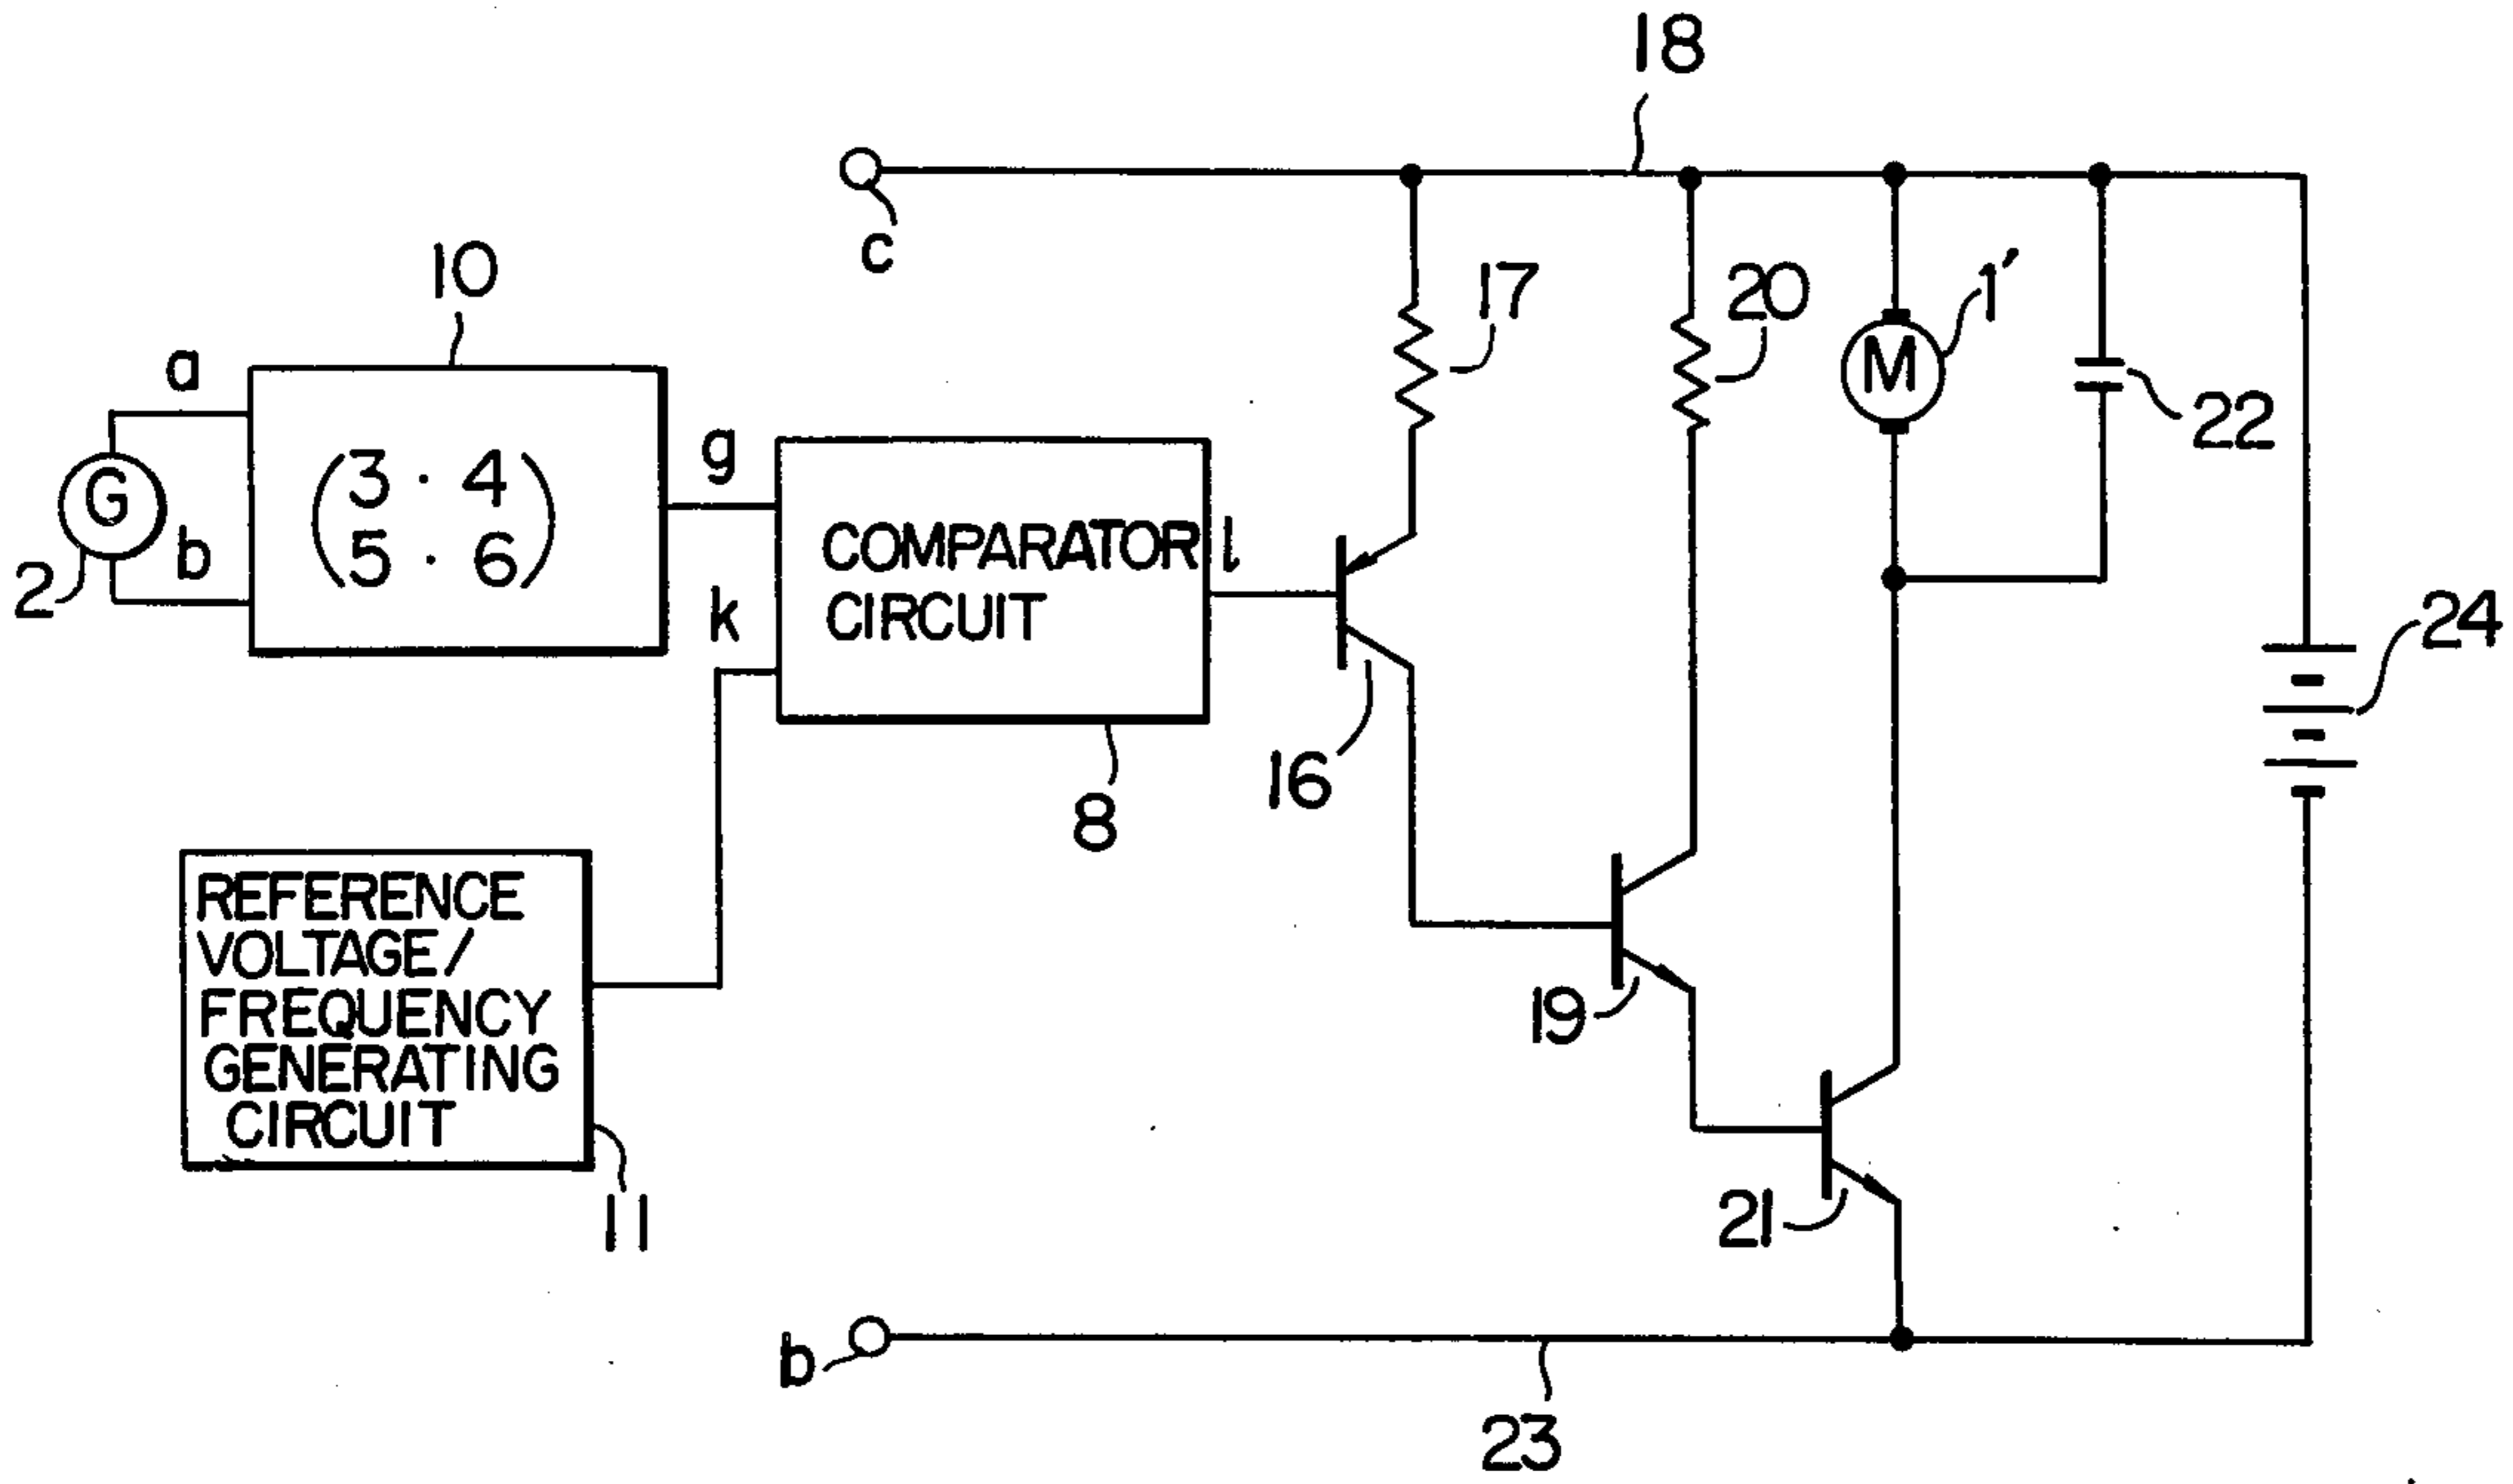 18
c
10
17
20
1′
M
a
22
g
(3 · 4
5 · 6)
G
b
2
COMPARATOR
CIRCUIT
l
k
24
16
8
REFERENCE
VOLTAGE/
FREQUENCY
GENERATING
CIRCUIT
19
21
11
b
23